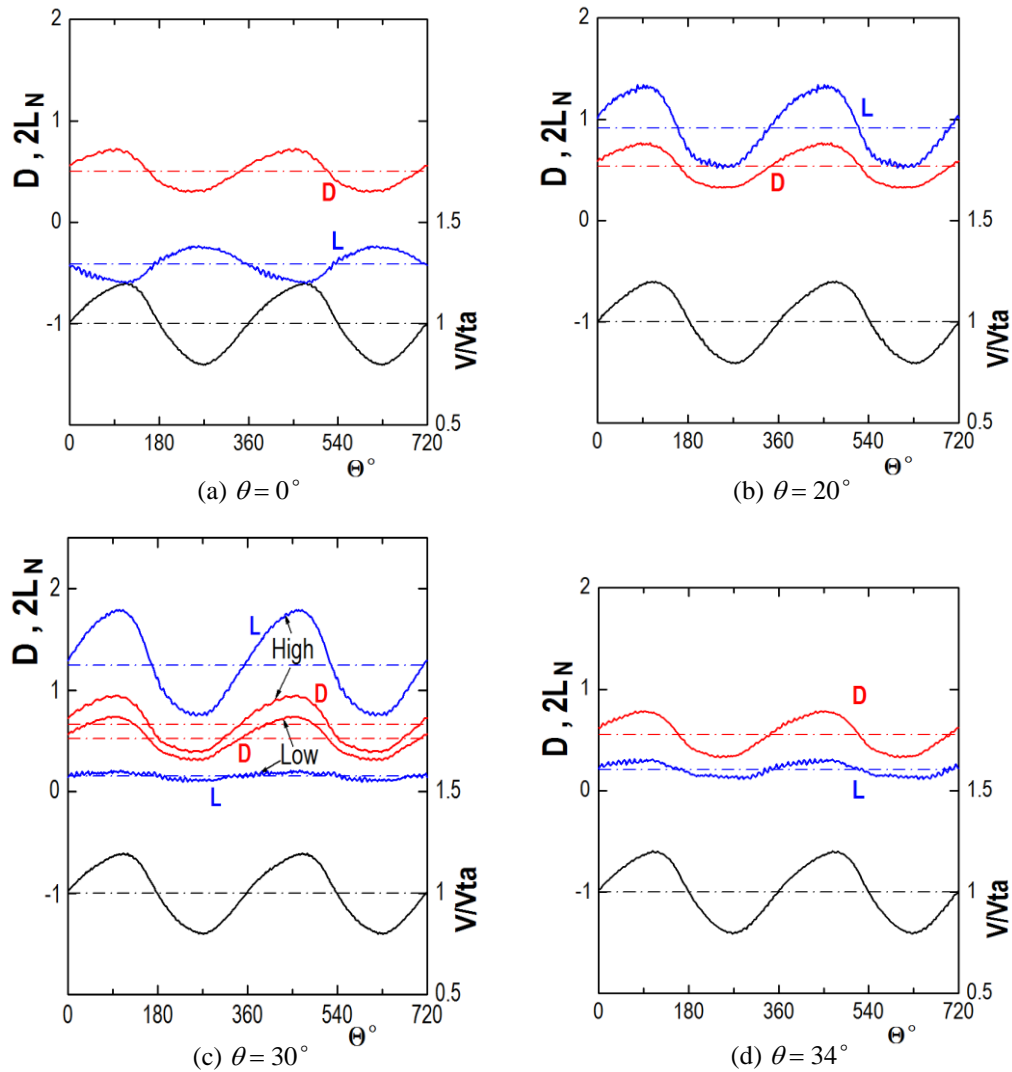 2
1
0
-1
D , 2L_N
D
L
1.5
1
0.5
V/Vta
0
180
360
540
720
Θ°
(a) θ = 0°
2
1
0
-1
D , 2L_N
L
D
1.5
1
0.5
V/Vta
0
180
360
540
720
Θ°
(b) θ = 20°
2
1
0
-1
D , 2L_N
L
High
D
D
Low
L
1.5
1
0.5
V/Vta
0
180
360
540
720
Θ°
(c) θ = 30°
2
1
0
-1
D , 2L_N
D
L
1.5
1
0.5
V/Vta
0
180
360
540
720
Θ°
(d) θ = 34°